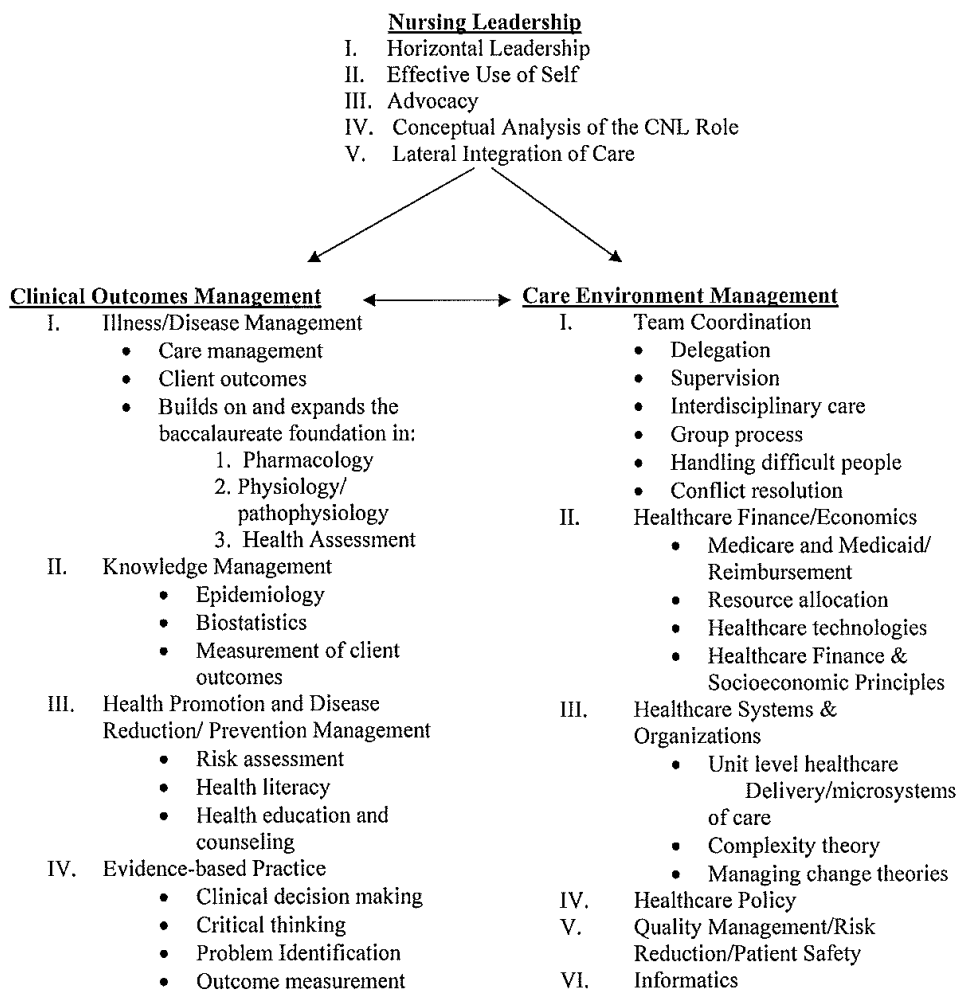 Nursing Leadership
I. Horizontal Leadership
II. Effective Use of Self
III. Advocacy
IV. Conceptual Analysis of the CNL Role
V. Lateral Integration of Care
Clinical Outcomes Management
I. Illness/Disease Management
• Care management
• Client outcomes
• Builds on and expands the
baccalaureate foundation in:
1. Pharmacology
2. Physiology/
pathophysiology
3. Health Assessment
II. Knowledge Management
• Epidemiology
• Biostatistics
• Measurement of client
outcomes
III. Health Promotion and Disease
Reduction/ Prevention Management
• Risk assessment
• Health literacy
• Health education and
counseling
IV. Evidence-based Practice
• Clinical decision making
• Critical thinking
• Problem Identification
• Outcome measurement
Care Environment Management
I. Team Coordination
• Delegation
• Supervision
• Interdisciplinary care
• Group process
• Handling difficult people
• Conflict resolution
II. Healthcare Finance/Economics
• Medicare and Medicaid/
Reimbursement
• Resource allocation
• Healthcare technologies
• Healthcare Finance &
Socioeconomic Principles
III. Healthcare Systems &
Organizations
• Unit level healthcare
Delivery/microsystems
of care
• Complexity theory
• Managing change theories
IV. Healthcare Policy
V. Quality Management/Risk
Reduction/Patient Safety
VI. Informatics